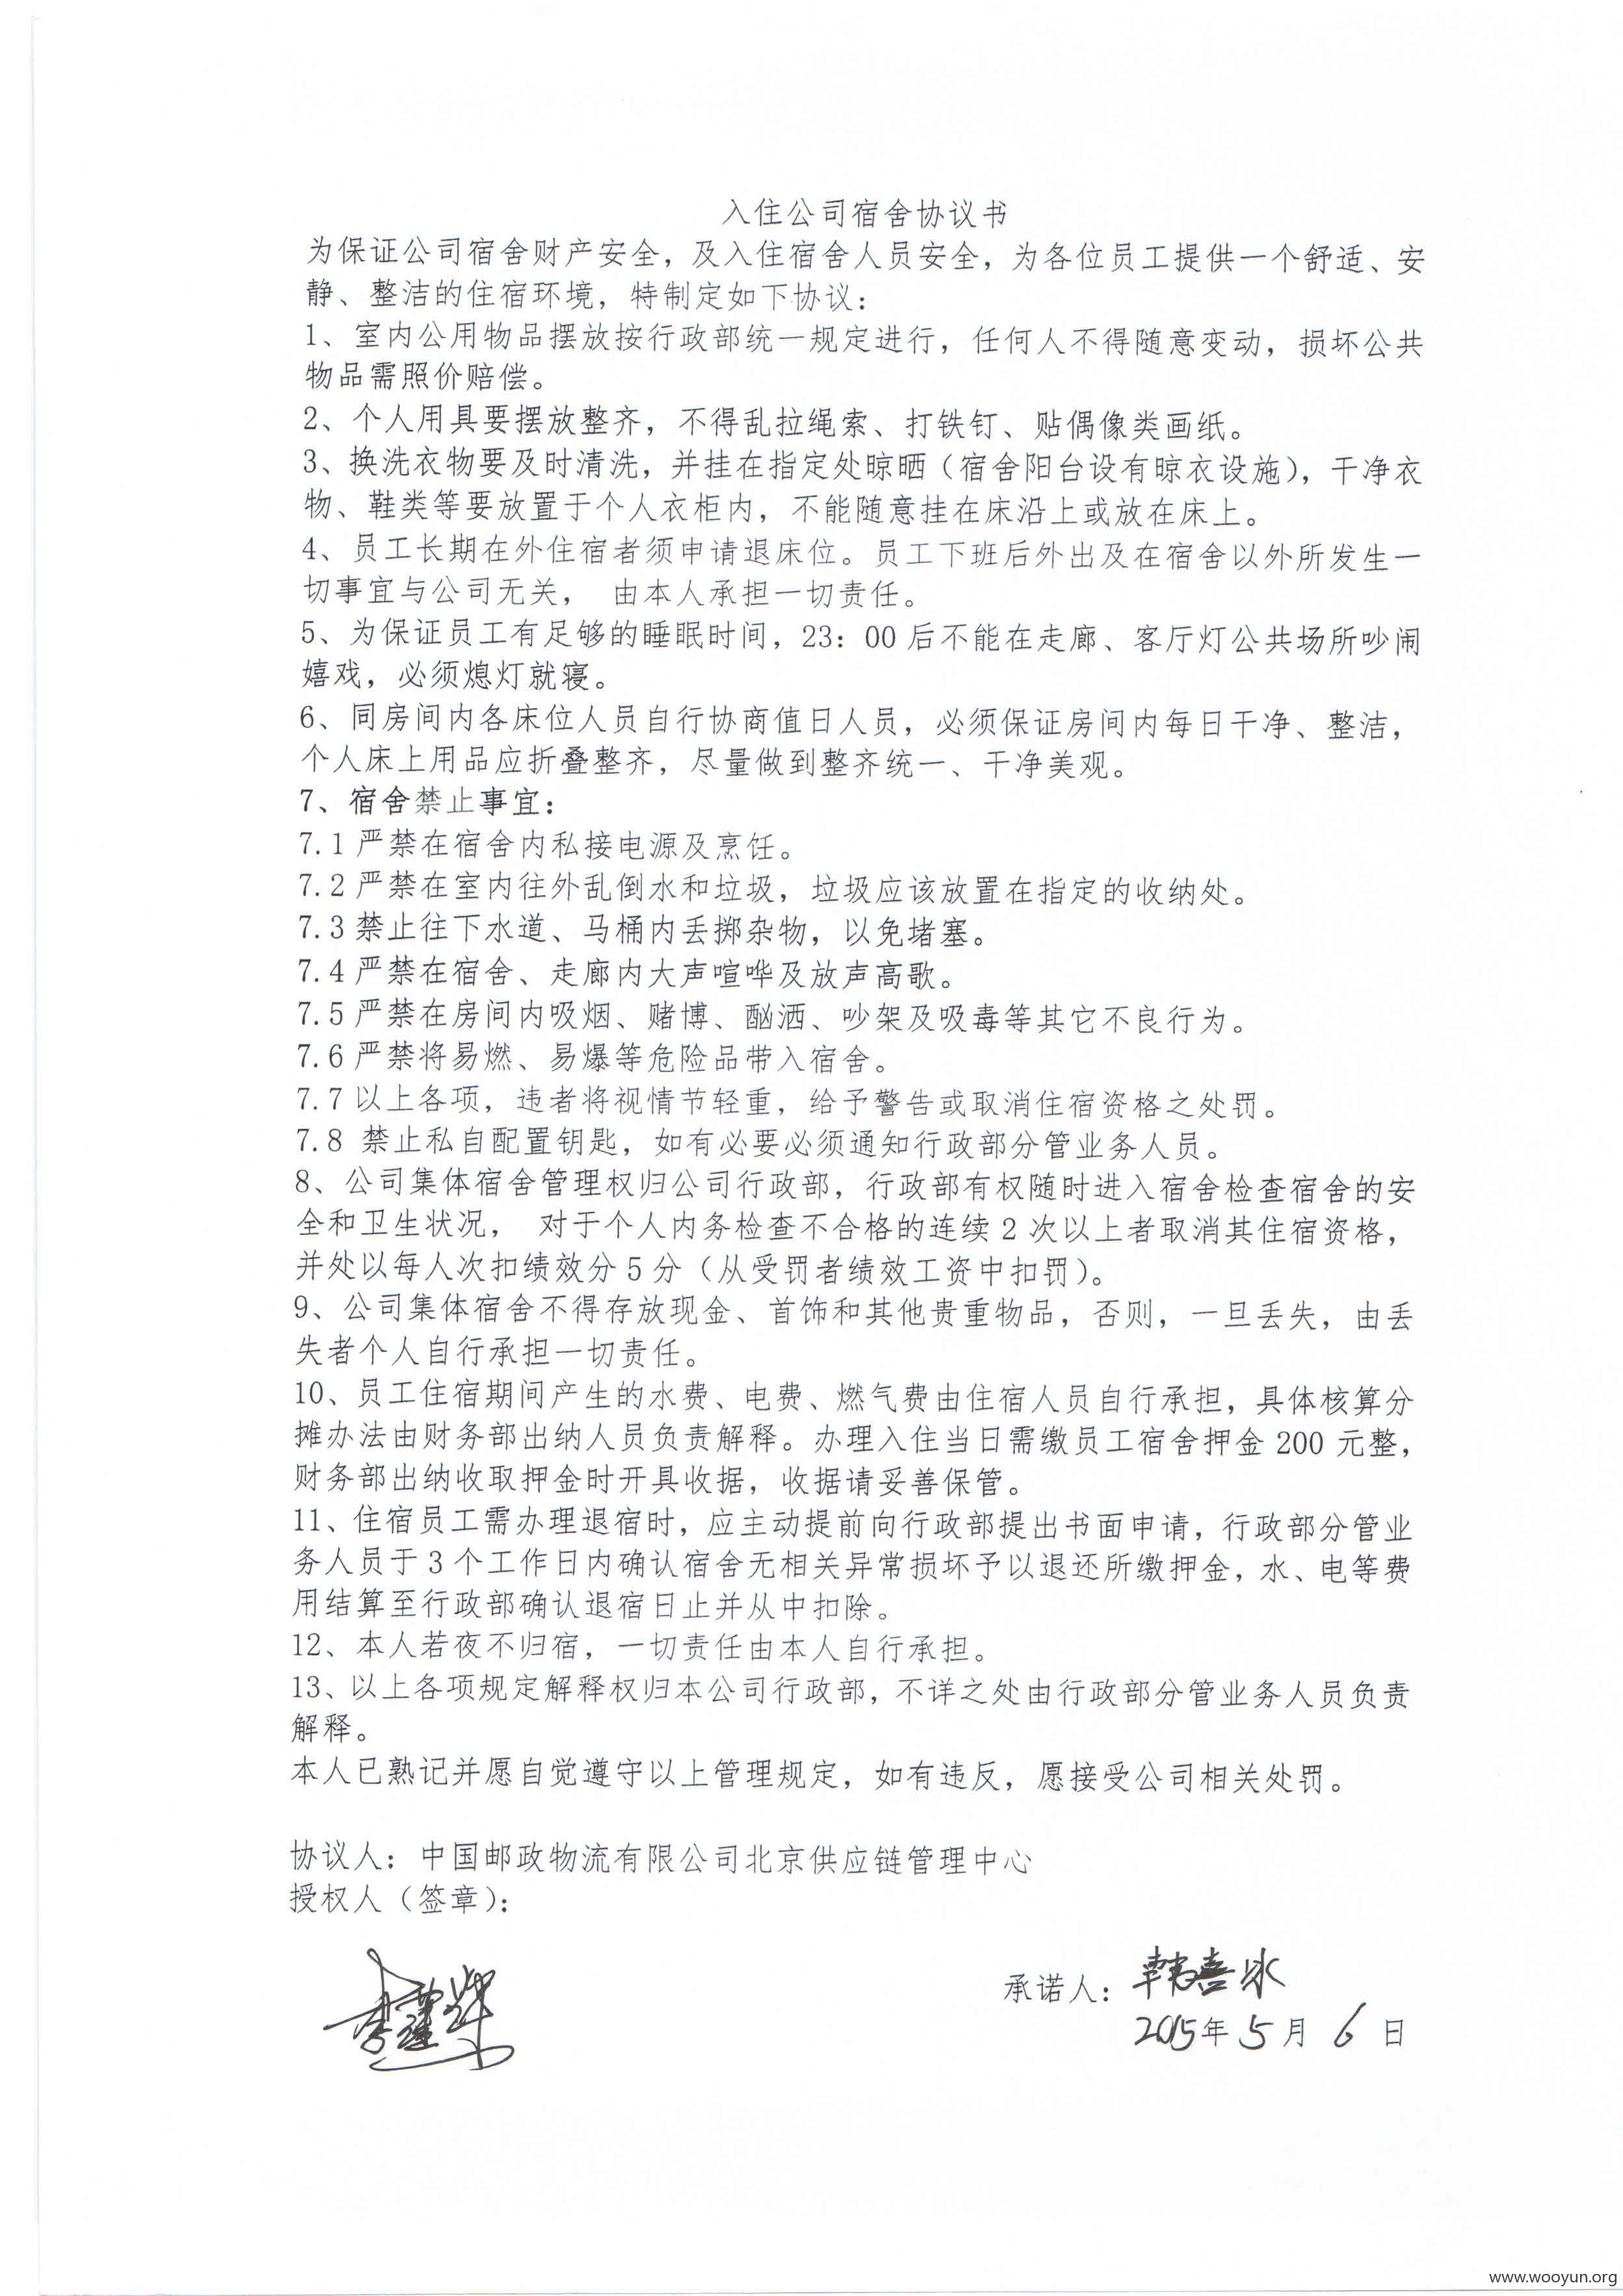 入住公司宿舍协议书
为保证公司宿舍财产安全，及入住宿舍人员安全，为各位员工提供一个舒适、安
静、整洁的住宿环境，特制定如下协议：
1、室内公用物品摆放按行政部统一规定进行，任何人不得随意变动，损坏公共
物品需照价赔偿。
2、个人用具要摆放整齐，不得乱拉绳索、打铁钉、贴偶像类画纸。
3、换洗衣物要及时清洗，并挂在指定处晾晒（宿舍阳台设有晾衣设施），干净衣
物、鞋类等要放置于个人衣柜内，不能随意挂在床沿上或放在床上。
4、员工长期在外住宿者须申请退床位。员工下班后外出及在宿舍以外所发生一
切事宜与公司无关， 由本人承担一切责任。
5、为保证员工有足够的睡眠时间，23：00后不能在走廊、客厅灯公共场所吵闹
嬉戏，必须熄灯就寝。
6、同房间内各床位人员自行协商值日人员，必须保证房间内每日干净、整洁，
个人床上用品应折叠整齐，尽量做到整齐统一、干净美观。
7、宿舍禁止事宜：
7.1严禁在宿舍内私接电源及烹饪。
7.2严禁在室内往外乱倒水和垃圾，垃圾应该放置在指定的收纳处。
7.3禁止往下水道、马桶内丢掷杂物，以免堵塞。
7.4严禁在宿舍、走廊内大声喧哗及放声高歌。
7.5严禁在房间内吸烟、赌博、酗洒、吵架及吸毒等其它不良行为。
7.6严禁将易燃、易爆等危险品带入宿舍。
7.7以上各项，违者将视情节轻重，给予警告或取消住宿资格之处罚。
7.8 禁止私自配置钥匙，如有必要必须通知行政部分管业务人员。
8、公司集体宿舍管理权归公司行政部，行政部有权随时进入宿舍检查宿舍的安
全和卫生状况， 对于个人内务检查不合格的连续2次以上者取消其住宿资格，
并处以每人次扣绩效分5分（从受罚者绩效工资中扣罚）。
9、公司集体宿舍不得存放现金、首饰和其他贵重物品，否则，一旦丢失，由丢
失者个人自行承担一切责任。
10、员工住宿期间产生的水费、电费、燃气费由住宿人员自行承担，具体核算分
摊办法由财务部出纳人员负责解释。办理入住当日需缴员工宿舍押金200元整，
财务部出纳收取押金时开具收据，收据请妥善保管。
11、住宿员工需办理退宿时，应主动提前向行政部提出书面申请，行政部分管业
务人员于3个工作日内确认宿舍无相关异常损坏予以退还所缴押金，水、电等费
用结算至行政部确认退宿日止并从中扣除。
12、本人若夜不归宿，一切责任由本人自行承担。
13、以上各项规定解释权归本公司行政部，不详之处由行政部分管业务人员负责
解释。
本人已熟记并愿自觉遵守以上管理规定，如有违反，愿接受公司相关处罚。
协议人：中国邮政物流有限公司北京供应链管理中心
授权人（签章）：
承诺人：韩喜冰
2015年5月6日
www.wooyun.org